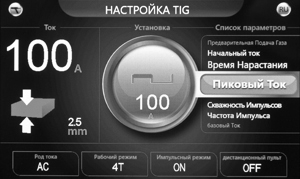 НАСТРОЙКА TIG
RU
Ток
Установка
Список параметров
100 A
2.5 mm
100
A
Предварительная Подача Газа
Начальный ток
Время Нарастания
Пиковый Ток
Скважность Импульсов
Частота Импульса
базовый Ток
Род тока
AC
Рабочий режим
4T
Импульсный режим
ON
дистанционный пульт
OFF